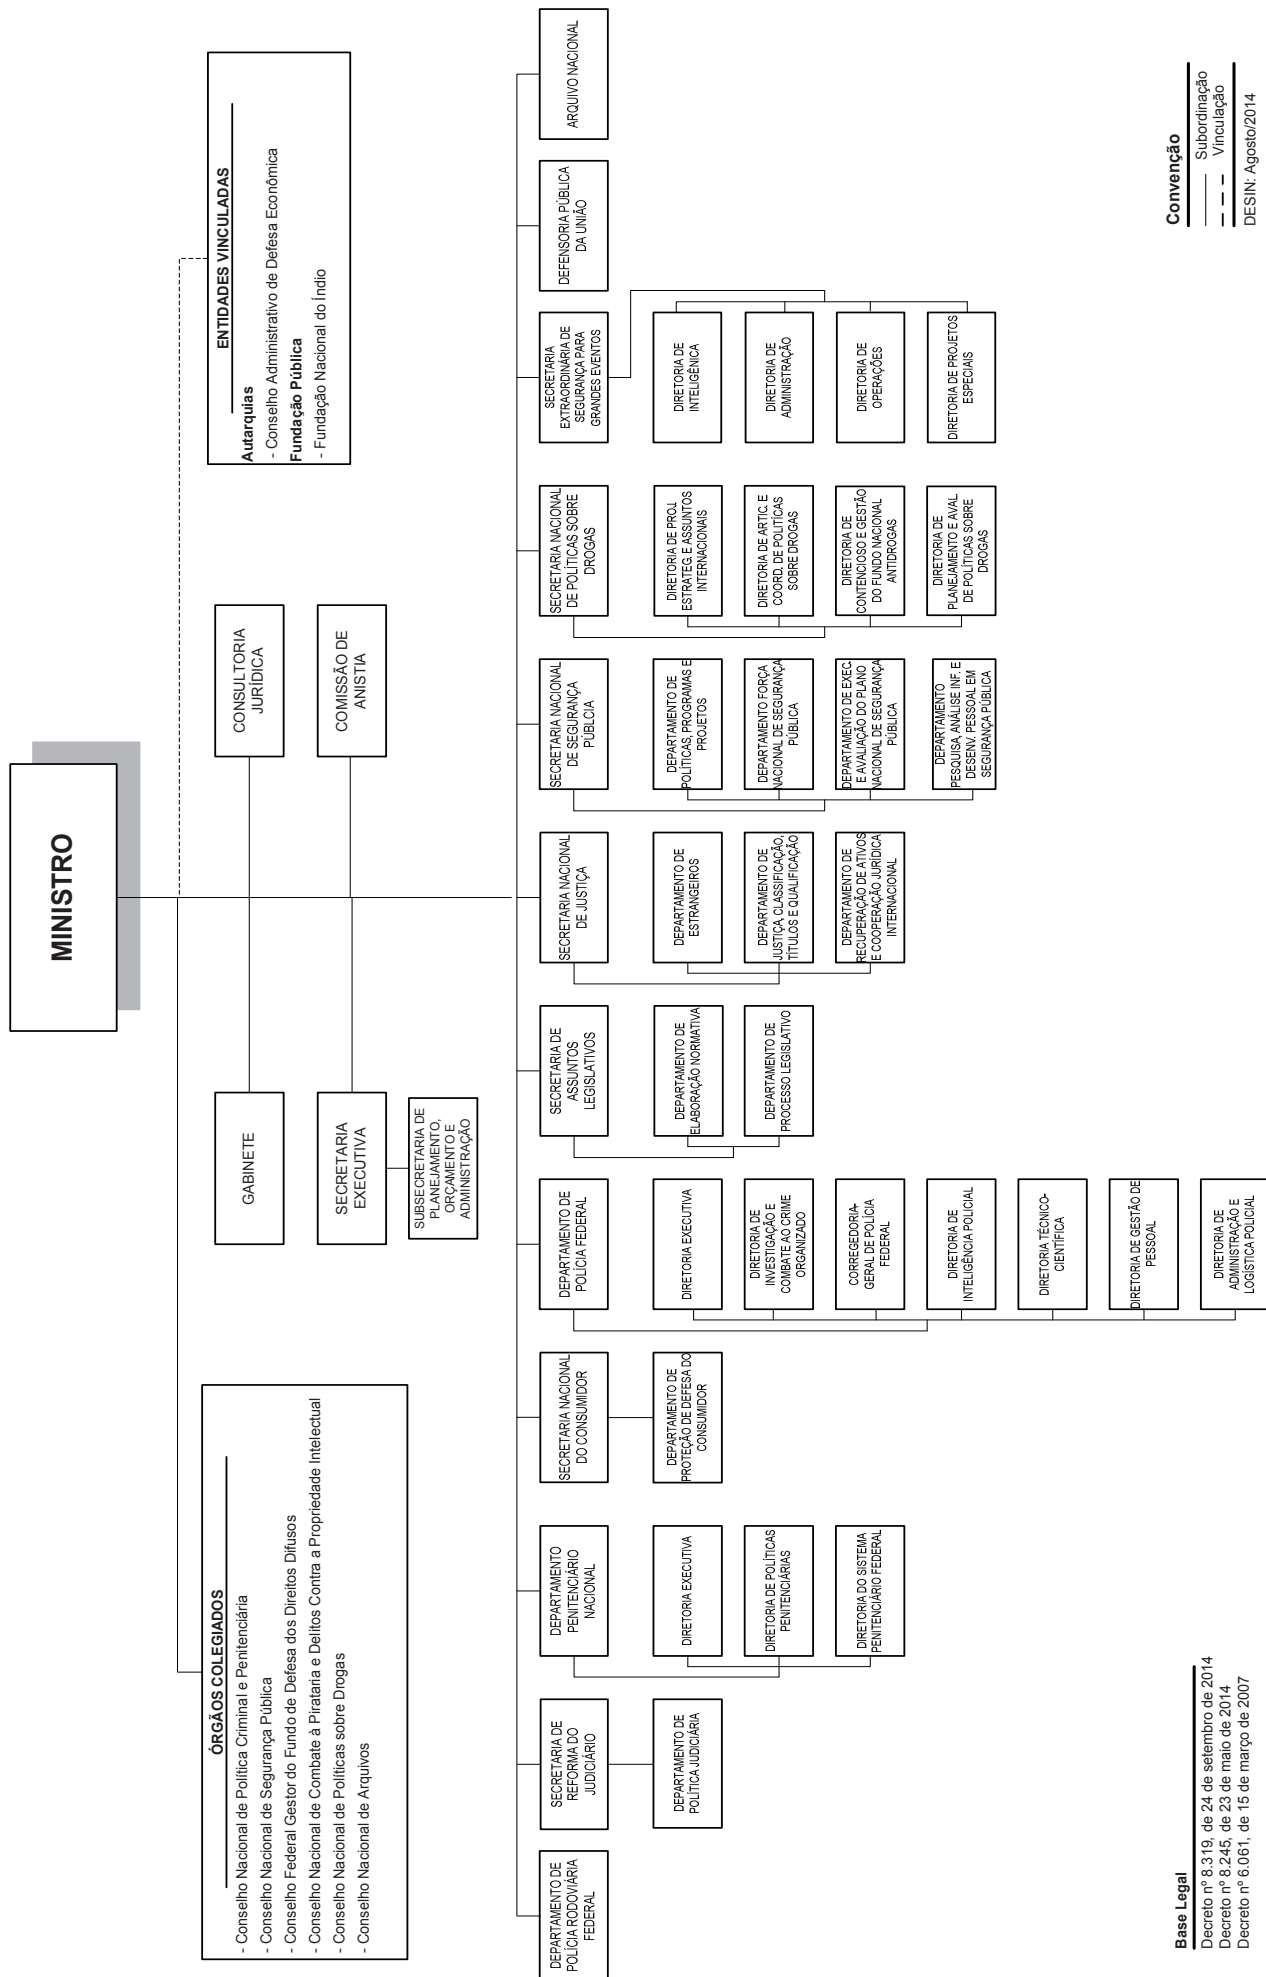 MINISTRO
ÓRGÃOS COLEGIADOS
- Conselho Nacional de Política Criminal e Penitenciária
- Conselho Nacional de Segurança Pública
- Conselho Federal Gestor do Fundo de Defesa dos Direitos Difusos
- Conselho Nacional de Combate à Pirataria e Delitos Contra a Propriedade Intelectual
- Conselho Nacional de Políticas sobre Drogas
- Conselho Nacional de Arquivos
GABINETE
CONSULTORIA
JURÍDICA
SECRETARIA
EXECUTIVA
COMISSÃO DE
ANISTIA
SUBSECRETARIA DE
PLANEJAMENTO,
ORÇAMENTO E
ADMINISTRAÇÃO
ENTIDADES VINCULADAS
Autarquias
- Conselho Administrativo de Defesa Econômica
Fundação Pública
- Fundação Nacional do Índio
DEPARTAMENTO DE
POLÍCIA RODOVIÁRIA
FEDERAL
SECRETARIA DE
REFORMA DO
JUDICIÁRIO
DEPARTAMENTO DE
POLÍTICA JUDICIÁRIA
DEPARTAMENTO
PENITENCIÁRIO
NACIONAL
DIRETORIA EXECUTIVA
DIRETORIA DE POLÍTICAS
PENITENCIÁRIAS
DIRETORIA DO SISTEMA
PENITENCIÁRIO FEDERAL
SECRETARIA NACIONAL
DO CONSUMIDOR
DEPARTAMENTO DE
PROTEÇÃO DE DEFESA DO
CONSUMIDOR
DEPARTAMENTO DE
POLÍCIA FEDERAL
DIRETORIA EXECUTIVA
DIRETORIA DE
INVESTIGAÇÃO E
COMBATE AO CRIME
ORGANIZADO
CORREGEDORIA-
GERAL DE POLÍCIA
FEDERAL
DIRETORIA DE
INTELIGÊNCIA POLICIAL
DIRETORIA TÉCNICO-
CIENTÍFICA
DIRETORIA DE GESTÃO DE
PESSOAL
DIRETORIA DE
ADMINISTRAÇÃO E
LOGÍSTICA POLICIAL
SECRETARIA DE
ASSUNTOS
LEGISLATIVOS
DEPARTAMENTO DE
ELABORAÇÃO NORMATIVA
DEPARTAMENTO DE
PROCESSO LEGISLATIVO
SECRETARIA NACIONAL
DE JUSTIÇA
DEPARTAMENTO DE
ESTRANGEIROS
DEPARTAMENTO DE
JUSTIÇA, CLASSIFICAÇÃO,
TÍTULOS E QUALIFICAÇÃO
DEPARTAMENTO DE
RECUPERAÇÃO DE ATIVOS
E COOPERAÇÃO JURÍDICA
INTERNACIONAL
SECRETARIA NACIONAL
DE SEGURANÇA
PÚBLCIA
DEPARTAMENTO DE
POLÍTICAS, PROGRAMAS E
PROJETOS
DEPARTAMENTO FORÇA
NACIONAL DE SEGURANÇA
PÚBLICA
DEPARTAMENTO DE EXEC.
E AVALIAÇÃO DO PLANO
NACIONAL DE SEGURANÇA
PÚBLICA
DEPARTAMENTO
PESQUISA, ANÁLISE INF. E
DESENV. PESSOAL EM
SEGURANÇA PÚBLICA
SECRETARIA NACIONAL
DE POLÍTICAS SOBRE
DROGAS
DIRETORIA DE PROJ.
ESTRATEG. E ASSUNTOS
INTERNACIONAIS
DIRETORIA DE ARTIC. E
COORD. DE POLITÍCAS
SOBRE DROGAS
DIRETORIA DE
CONTENCIOSO E GESTÃO
DO FUNDO NACIONAL
ANTIDROGAS
DIRETORIA DE
PLANEJAMENTO E AVAL.
DE POLÍTICAS SOBRE
DROGAS
SECRETARIA
EXTRAORDINÁRIA DE
SEGURANÇA PARA
GRANDES EVENTOS
DIRETORIA DE
INTELIGÊNICA
DIRETORIA DE
ADMINISTRAÇÃO
DIRETORIA DE
OPERAÇÕES
DIRETORIA DE PROJETOS
ESPECIAIS
DEFENSORIA PÚBLICA
DA UNIÃO
ARQUIVO NACIONAL
Base Legal
Decreto nº 8.319, de 24 de setembro de 2014
Decreto nº 8.245, de 23 de maio de 2014
Decreto nº 6.061, de 15 de março de 2007
Convenção
Subordinação
Vinculação
DESIN: Agosto/2014